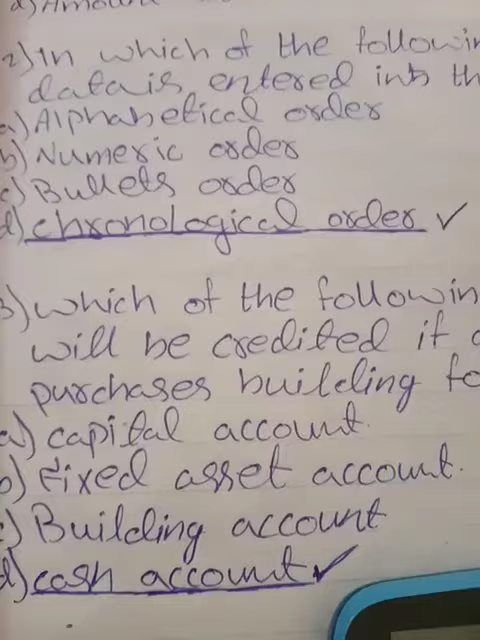 d) Amount
2) In which of the followin
data is entered into th
a) Alphabetical order
b) Numeric order
c) Bullets order
d) chronological order ✓
3) which of the followin
will be credited if
purchases building fo
a) capital account.
b) Fixed asset account.
c) Building account
d) cash account ✓